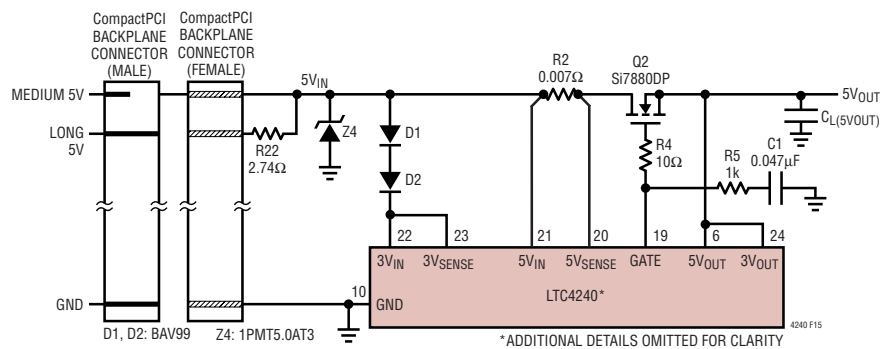 CompactPCI
BACKPLANE
CONNECTOR
(MALE)
CompactPCI
BACKPLANE
CONNECTOR
(FEMALE)
MEDIUM 5V
LONG
5V
GND
R22
2.74Ω
5VIN
Z4
D1
D2
R2
0.007Ω
Q2
Si7880DP
5VOUT
CL(5VOUT)
R4
10Ω
R5
1k
C1
0.047µF
22
23
21
20
19
6
24
3VIN
3VSENSE
5VIN
5VSENSE
GATE
5VOUT
3VOUT
10
GND
LTC4240*
4240 F15
D1, D2: BAV99
Z4: 1PMT5.0AT3
*ADDITIONAL DETAILS OMITTED FOR CLARITY